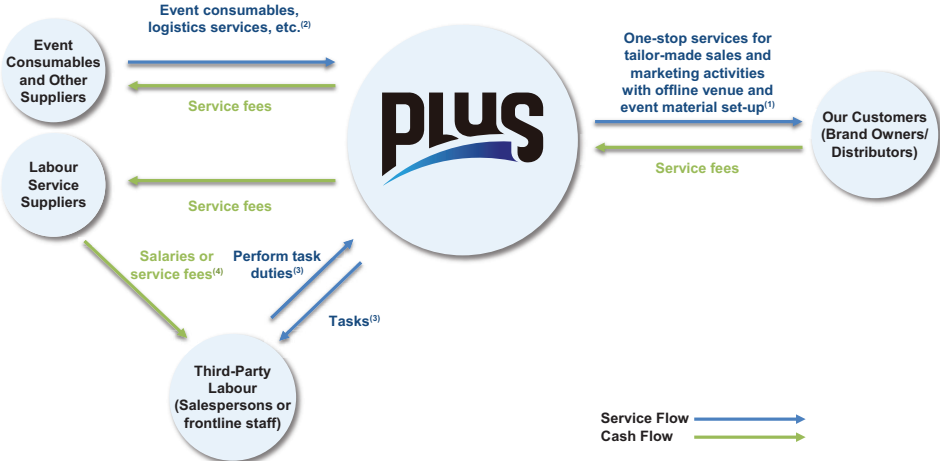 Event consumables,
logistics services, etc.(2)
Event
Consumables
and Other
Suppliers
Service fees
PLUS
One-stop services for
tailor-made sales and
marketing activities
with offline venue and
event material set-up(1)
Our Customers
(Brand Owners/
Distributors)
Service fees
Labour
Service
Suppliers
Service fees
Salaries or
service fees(4)
Perform task
duties(3)
Tasks(3)
Third-Party
Labour
(Salespersons or
frontline staff)
Service Flow
Cash Flow